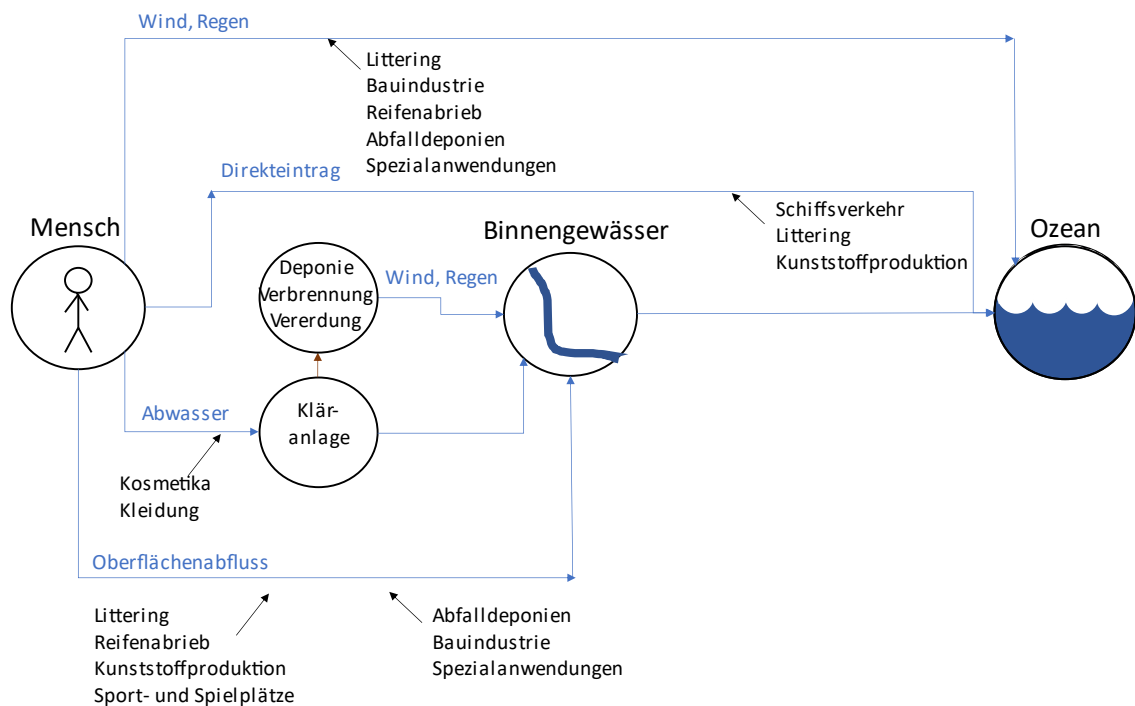 Wind, Regen
Littering
Bauindustrie
Reifenabrieb
Abfalldeponien
Spezialanwendungen
Direkteintrag
Schiffsverkehr
Littering
Kunststoffproduktion
Mensch
Binnengewässer
Ozean
Deponie
Verbrennung
Vererdung
Wind, Regen
Abwasser
Klär-
anlage
Kosmetika
Kleidung
Oberflächenabfluss
Littering
Reifenabrieb
Kunststoffproduktion
Sport- und Spielplätze
Abfalldeponien
Bauindustrie
Spezialanwendungen